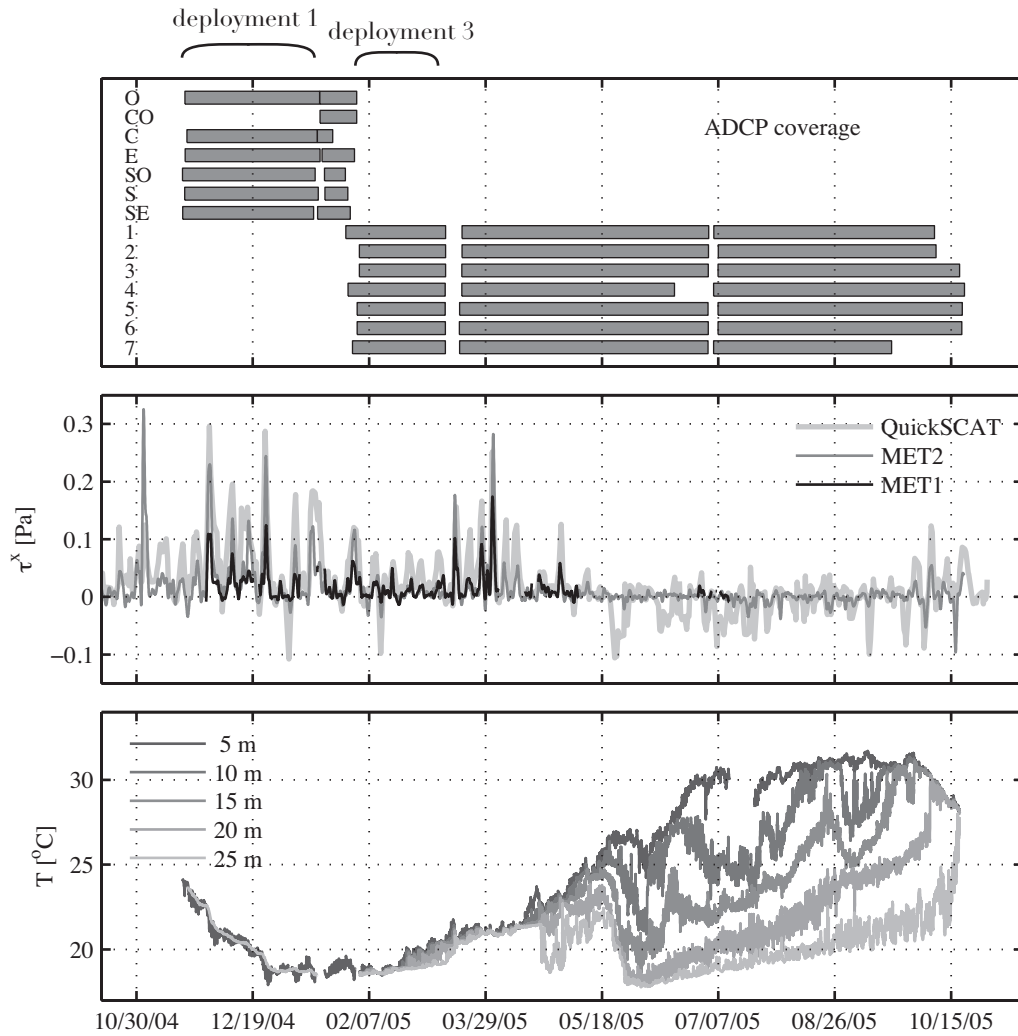 deployment 1
deployment 3
O
CO
C
E
SO
S
SE
1
2
3
4
5
6
7
ADCP coverage
QuickSCAT
MET2
MET1
0.3
0.2
0.1
0
−0.1
τˣ [Pa]
5 m
10 m
15 m
20 m
25 m
30
25
20
T [°C]
10/30/04 12/19/04 02/07/05 03/29/05 05/18/05 07/07/05 08/26/05 10/15/05